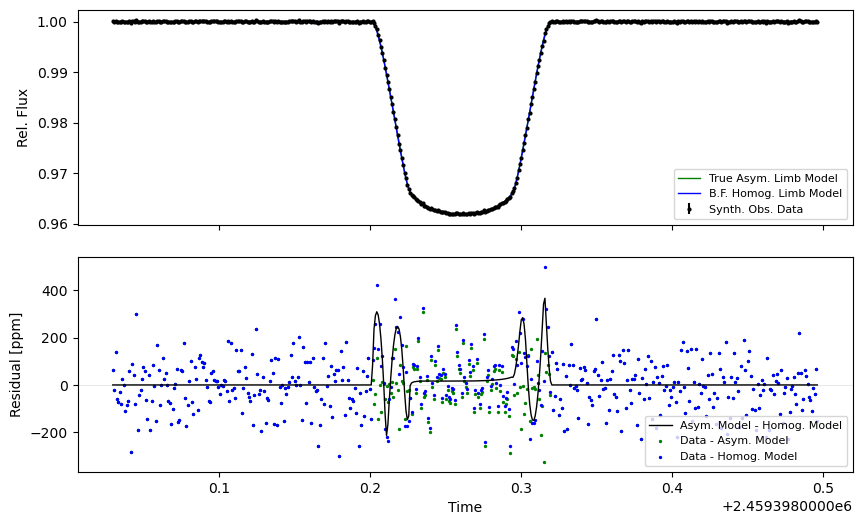 1.00
0.99
0.98
0.97
0.96
Rel. Flux
True Asym. Limb Model
B.F. Homog. Limb Model
Synth. Obs. Data
400
200
0
−200
Residual [ppm]
Asym. Model - Homog. Model
Data - Asym. Model
Data - Homog. Model
0.1 0.2 0.3 0.4 0.5
Time
+2.4593980000e6